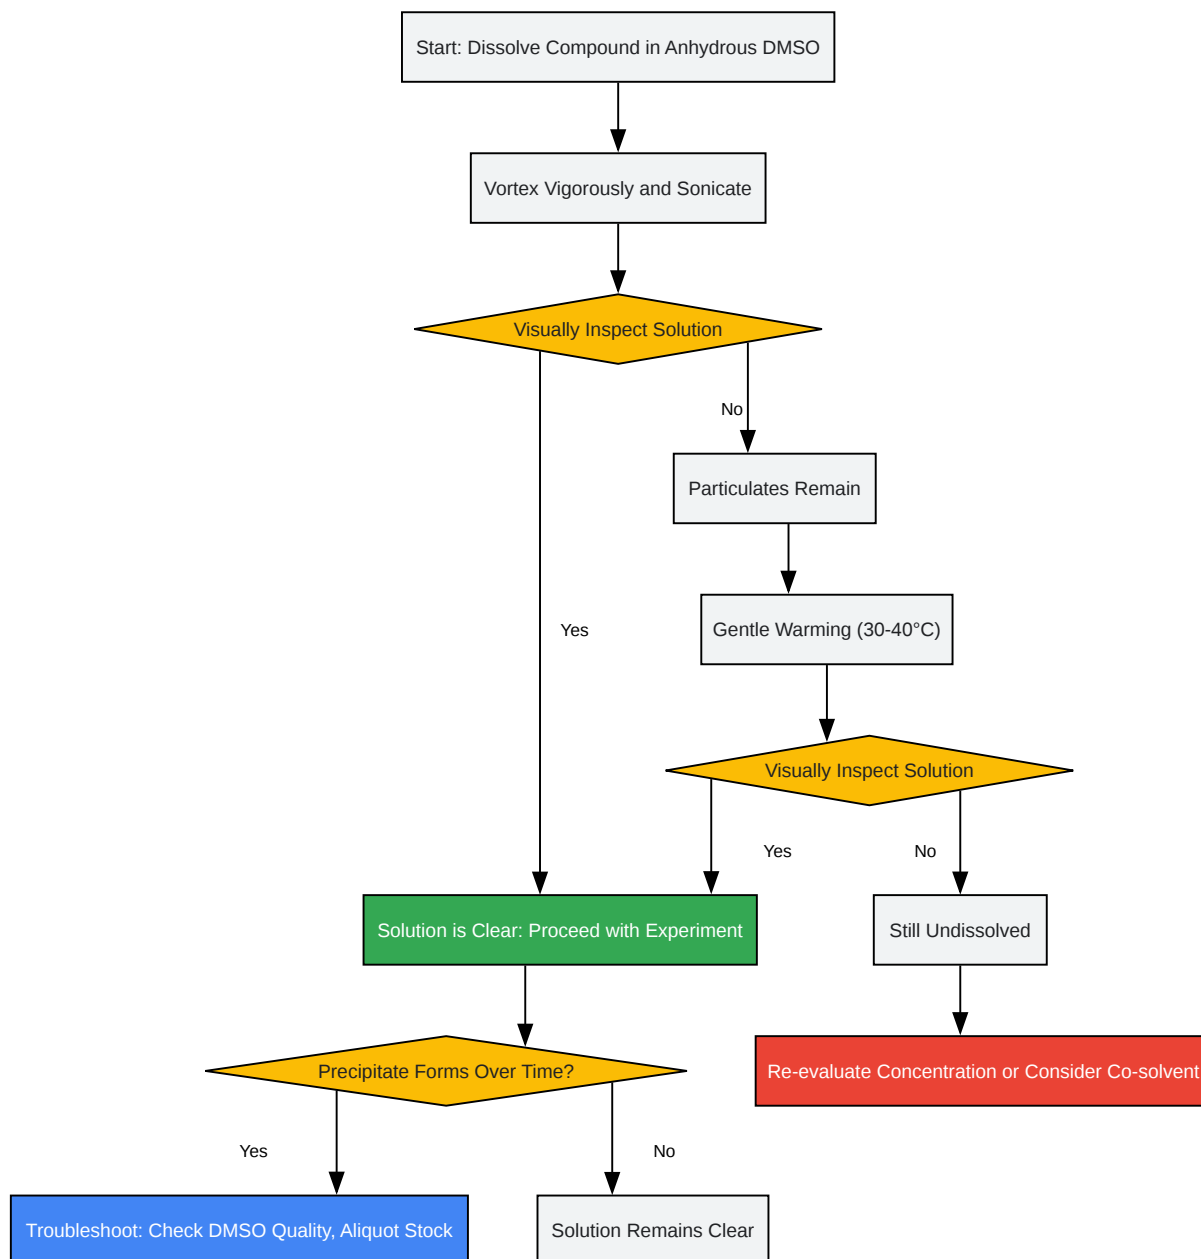 Start: Dissolve Compound in Anhydrous DMSO
Vortex Vigorously and Sonicate
Visually Inspect Solution
No
Particulates Remain
Yes
Gentle Warming (30-40°C)
Visually Inspect Solution
Yes
No
Solution is Clear: Proceed with Experiment
Still Undissolved
Precipitate Forms Over Time?
Re-evaluate Concentration or Consider Co-solvent
Yes
No
Troubleshoot: Check DMSO Quality, Aliquot Stock
Solution Remains Clear